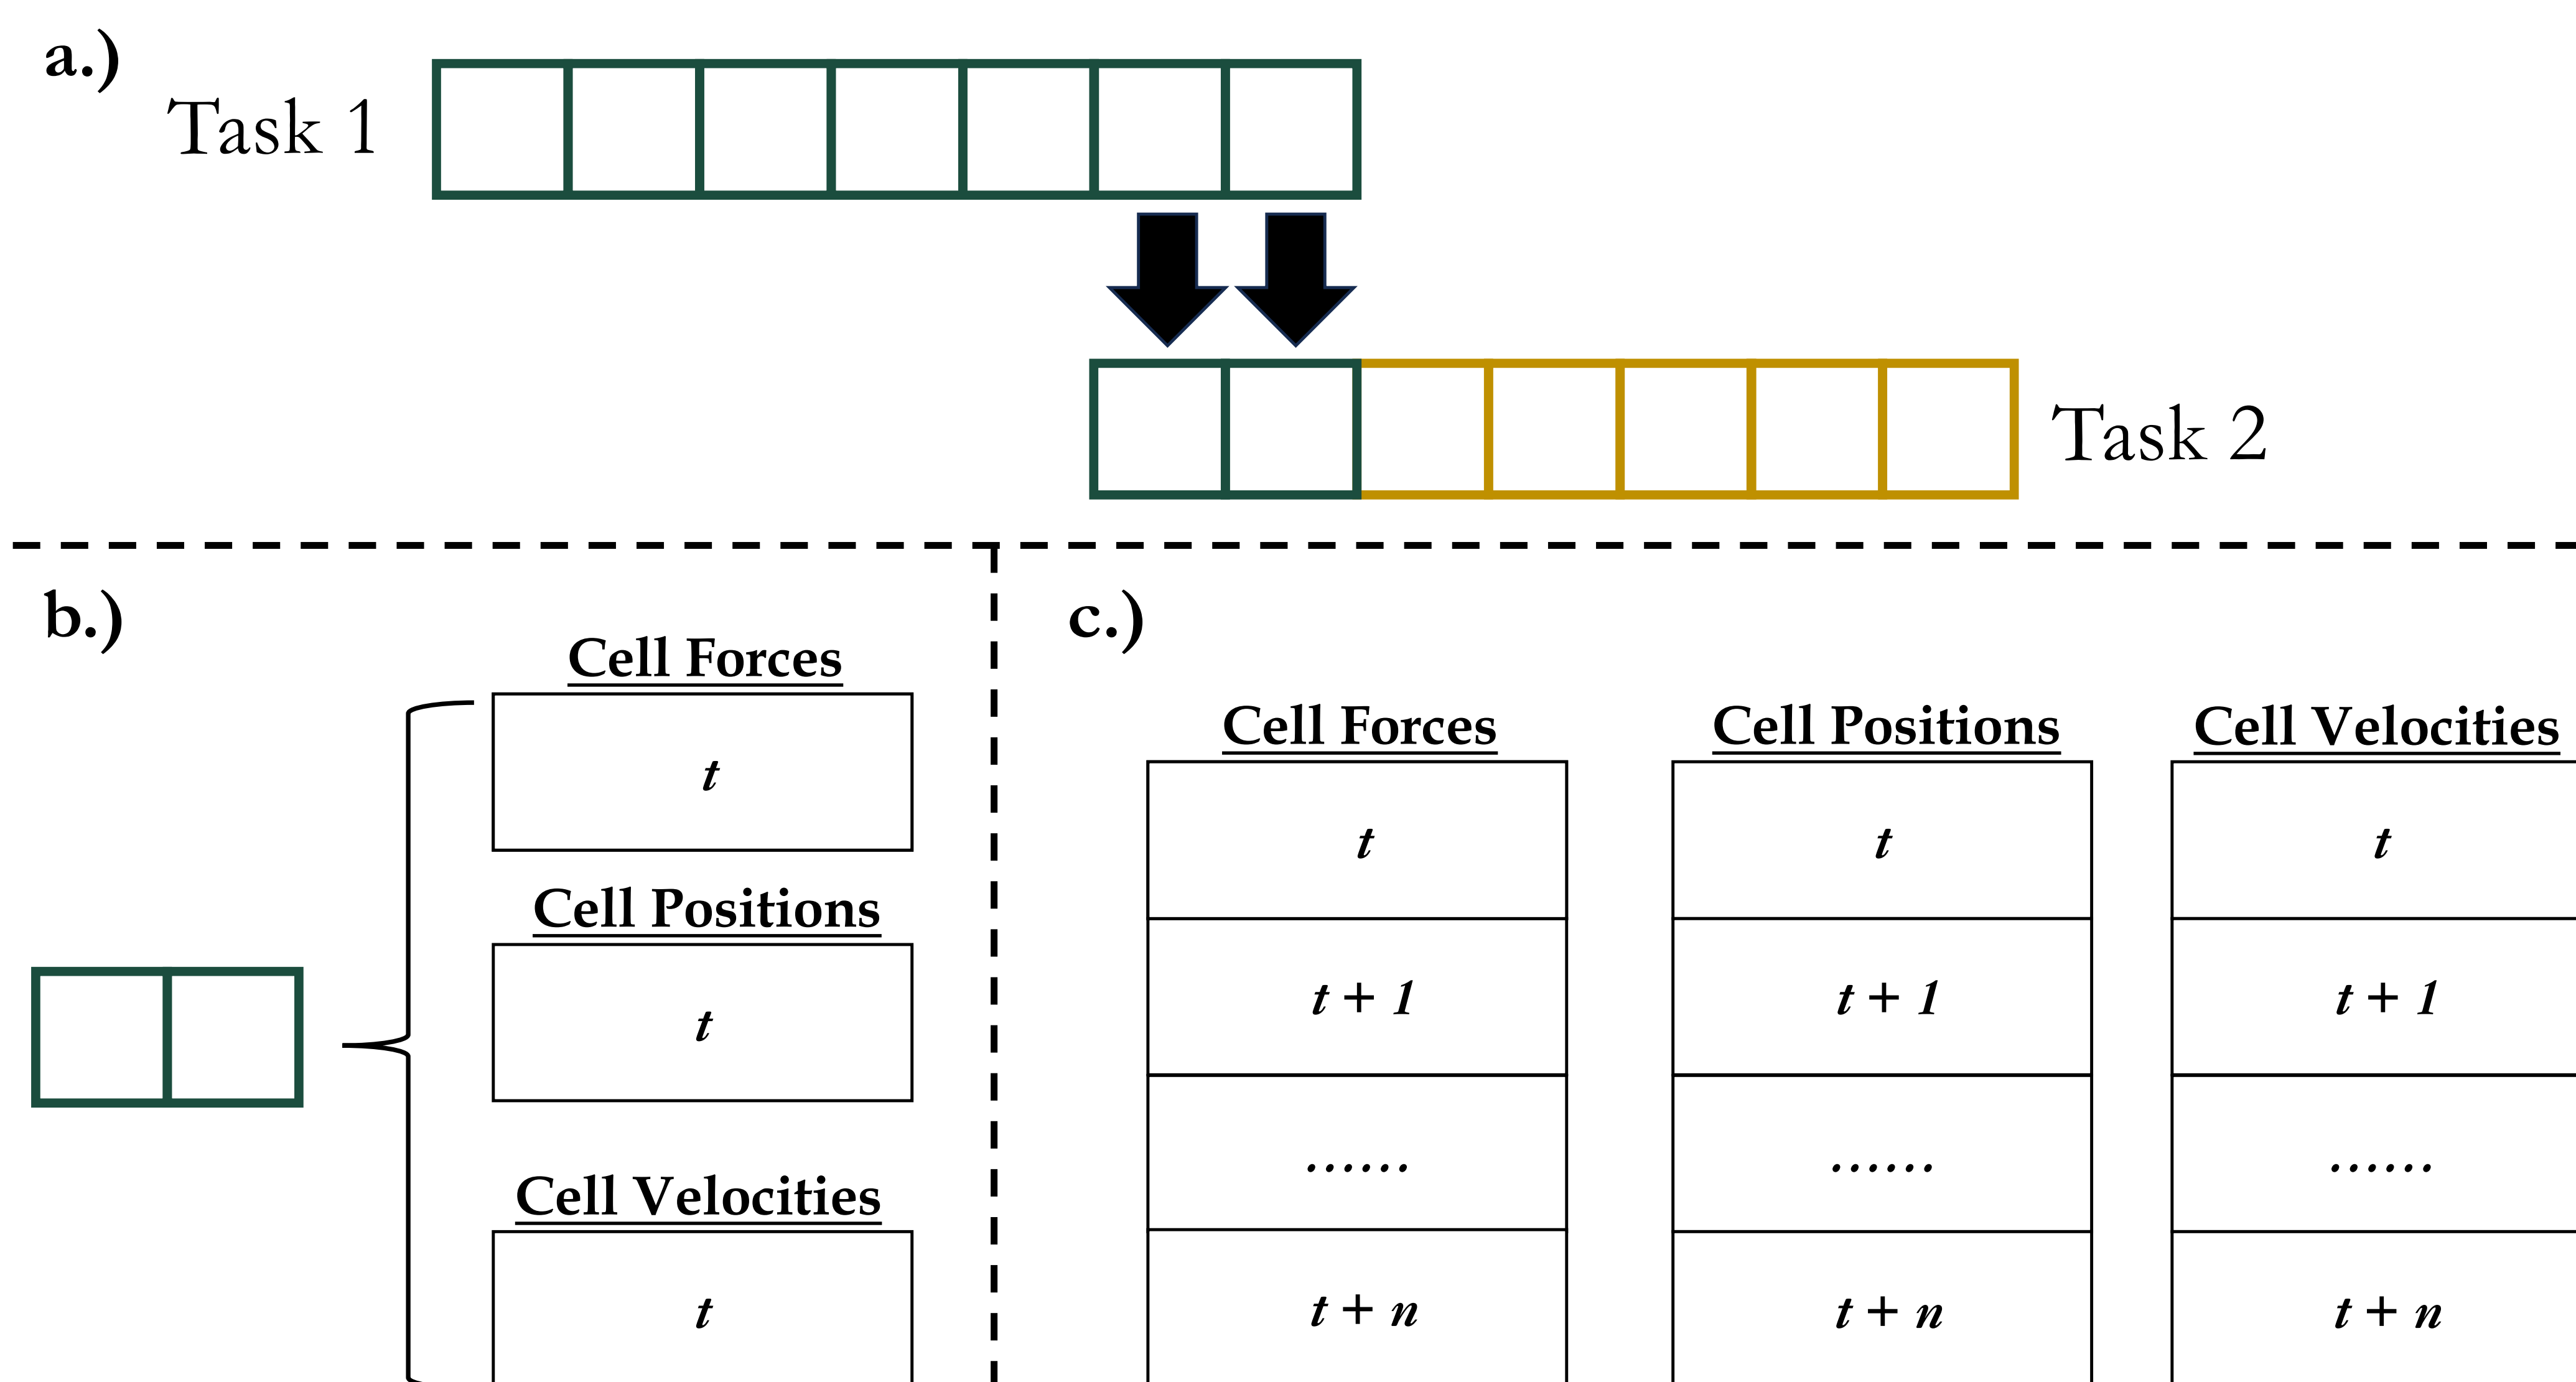 a.)
Task 1
Task 2
b.)
Cell Forces
t
Cell Positions
t
Cell Velocities
t
c.)
Cell Forces Cell Positions Cell Velocities
t t t
t + 1 t + 1 t + 1
...... ...... ......
t + n t + n t + n